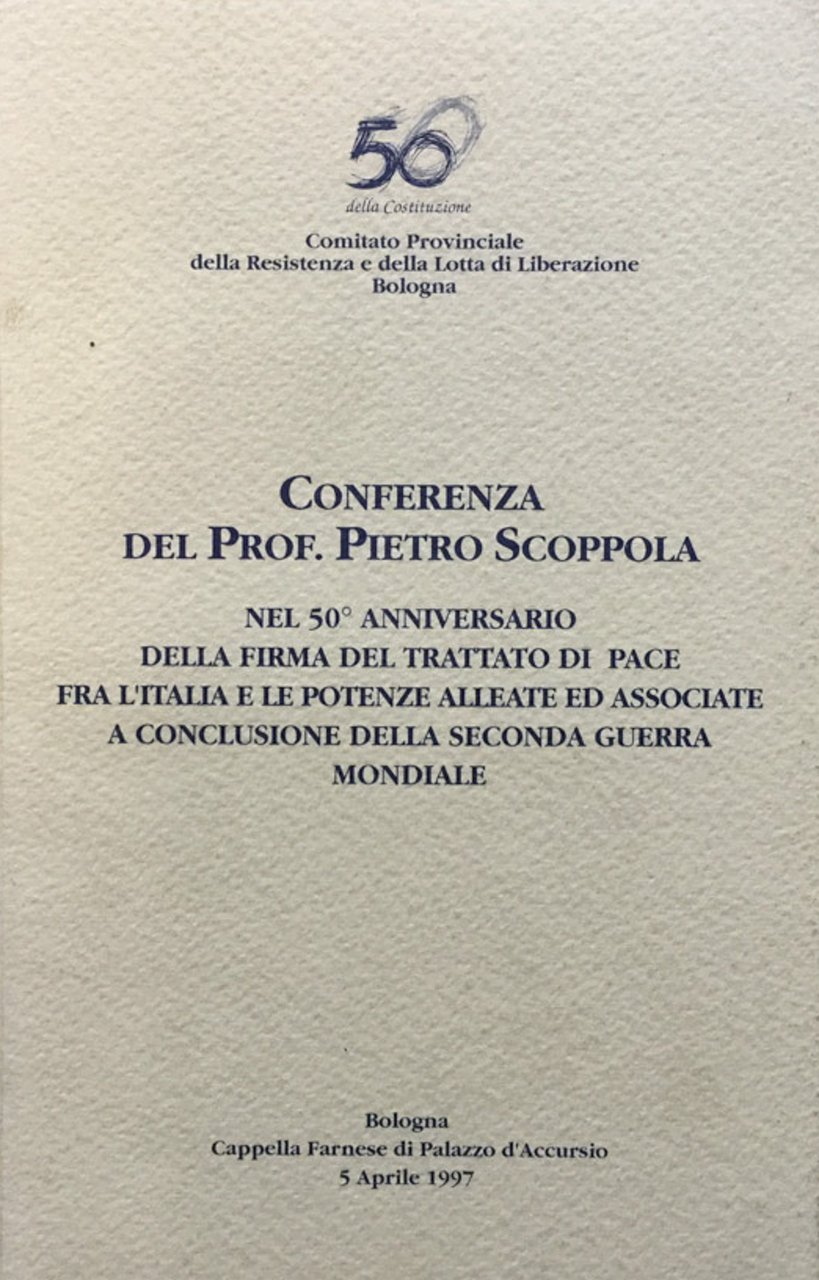 50
della Costituzione
Comitato Provinciale
della Resistenza e della Lotta di Liberazione
Bologna
CONFERENZA
DEL PROF. PIETRO SCOPPOLA
NEL 50° ANNIVERSARIO
DELLA FIRMA DEL TRATTATO DI PACE
FRA L'ITALIA E LE POTENZE ALLEATE ED ASSOCIATE
A CONCLUSIONE DELLA SECONDA GUERRA
MONDIALE
Bologna
Cappella Farnese di Palazzo d'Accursio
5 Aprile 1997